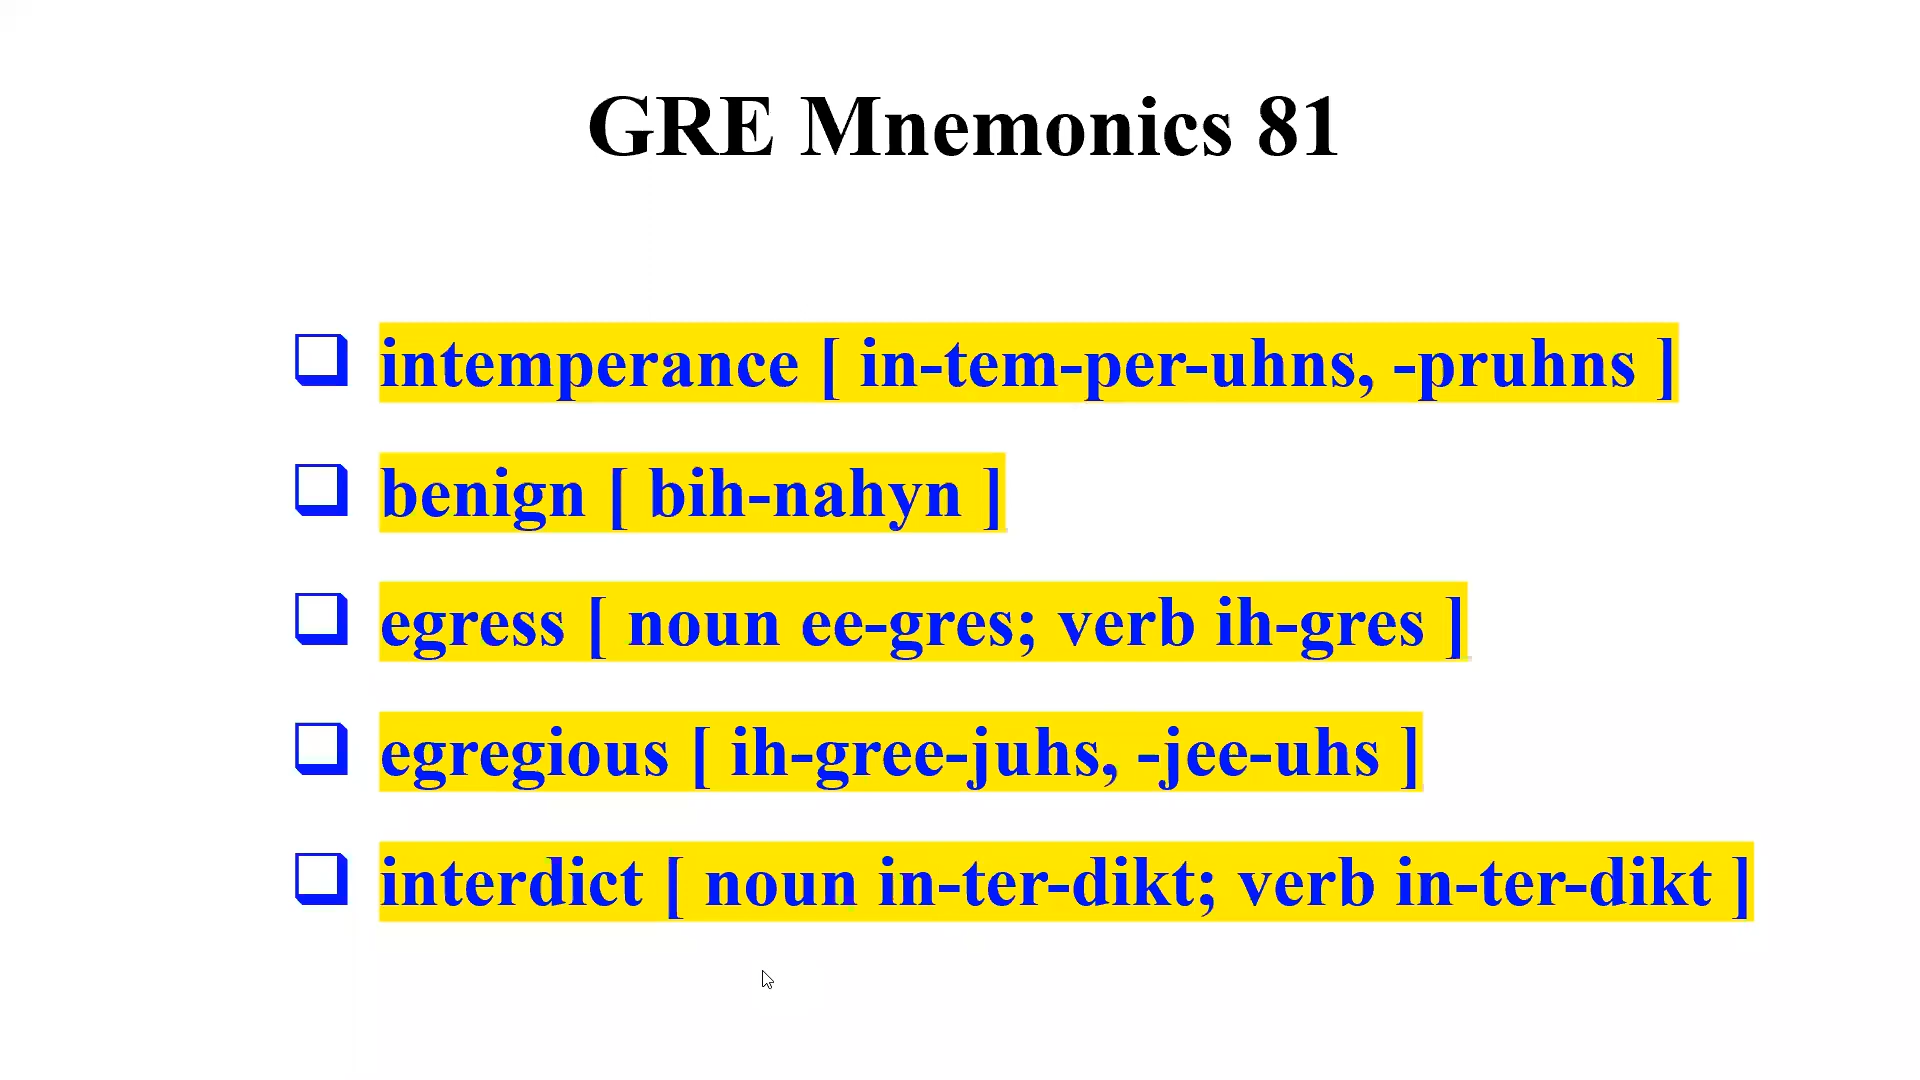 GRE Mnemonics 81
intemperance [ in-tem-per-uhns, -pruhns ]
benign [ bih-nahyn ]
egress [ noun ee-gres; verb ih-gres ]
egregious [ ih-gree-juhs, -jee-uhs ]
interdict [ noun in-ter-dikt; verb in-ter-dikt ]